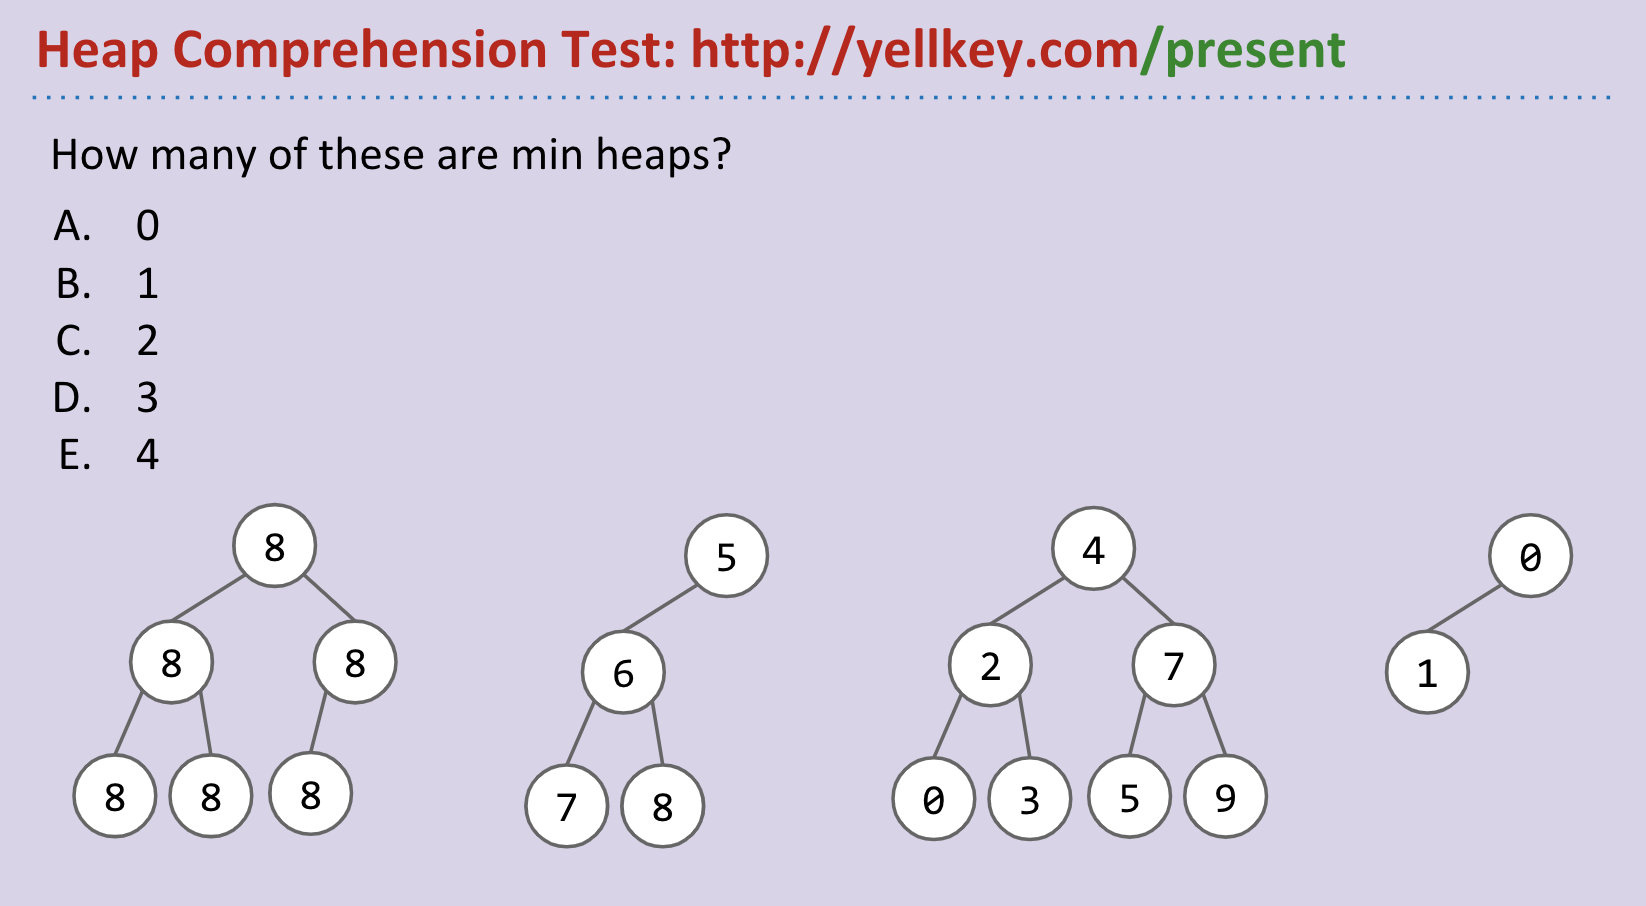 Heap Comprehension Test: http://yellkey.com/present
How many of these are min heaps?
A. 0
B. 1
C. 2
D. 3
E. 4
8
5
4
0
8
8
6
2
7
1
8
8
8
7
8
0
3
5
9